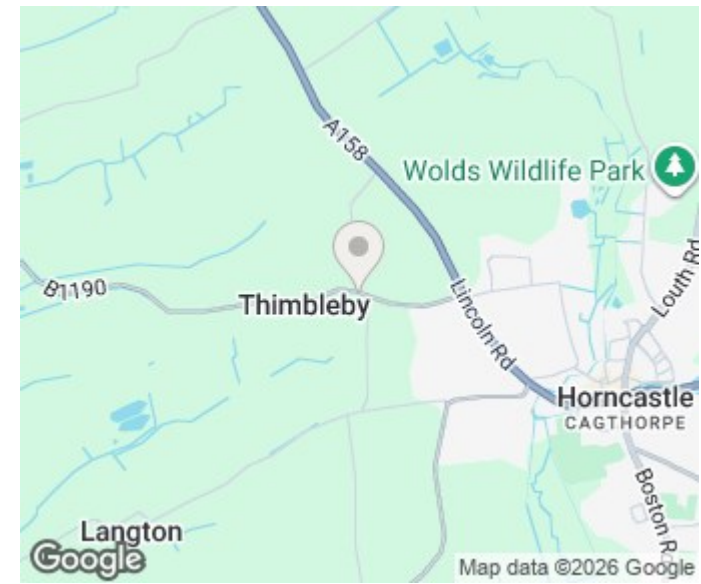 A158
Wolds Wildlife Park
B1190
Thimbleby
Lincoln Rd
Louth Rd
Horncastle
CAGTHORPE
Boston R
Langton
Google
Map data ©2026 Google